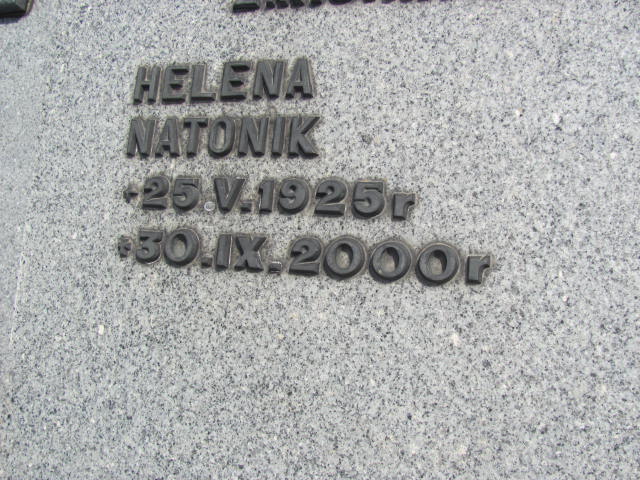 HELENA
NATONIK
+25.V.1925r
+30.IX.2000r